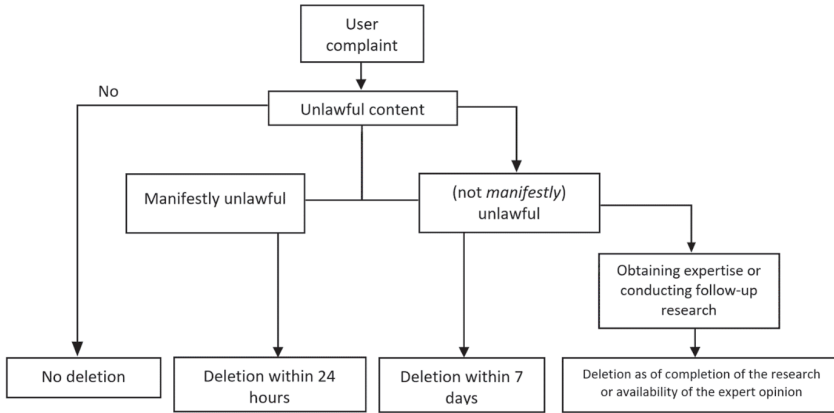 User
complaint
No
Unlawful content
Manifestly unlawful
(not manifestly)
unlawful
Obtaining expertise or
conducting follow-up
research
No deletion
Deletion within 24
hours
Deletion within 7
days
Deletion as of completion of the research
or availability of the expert opinion